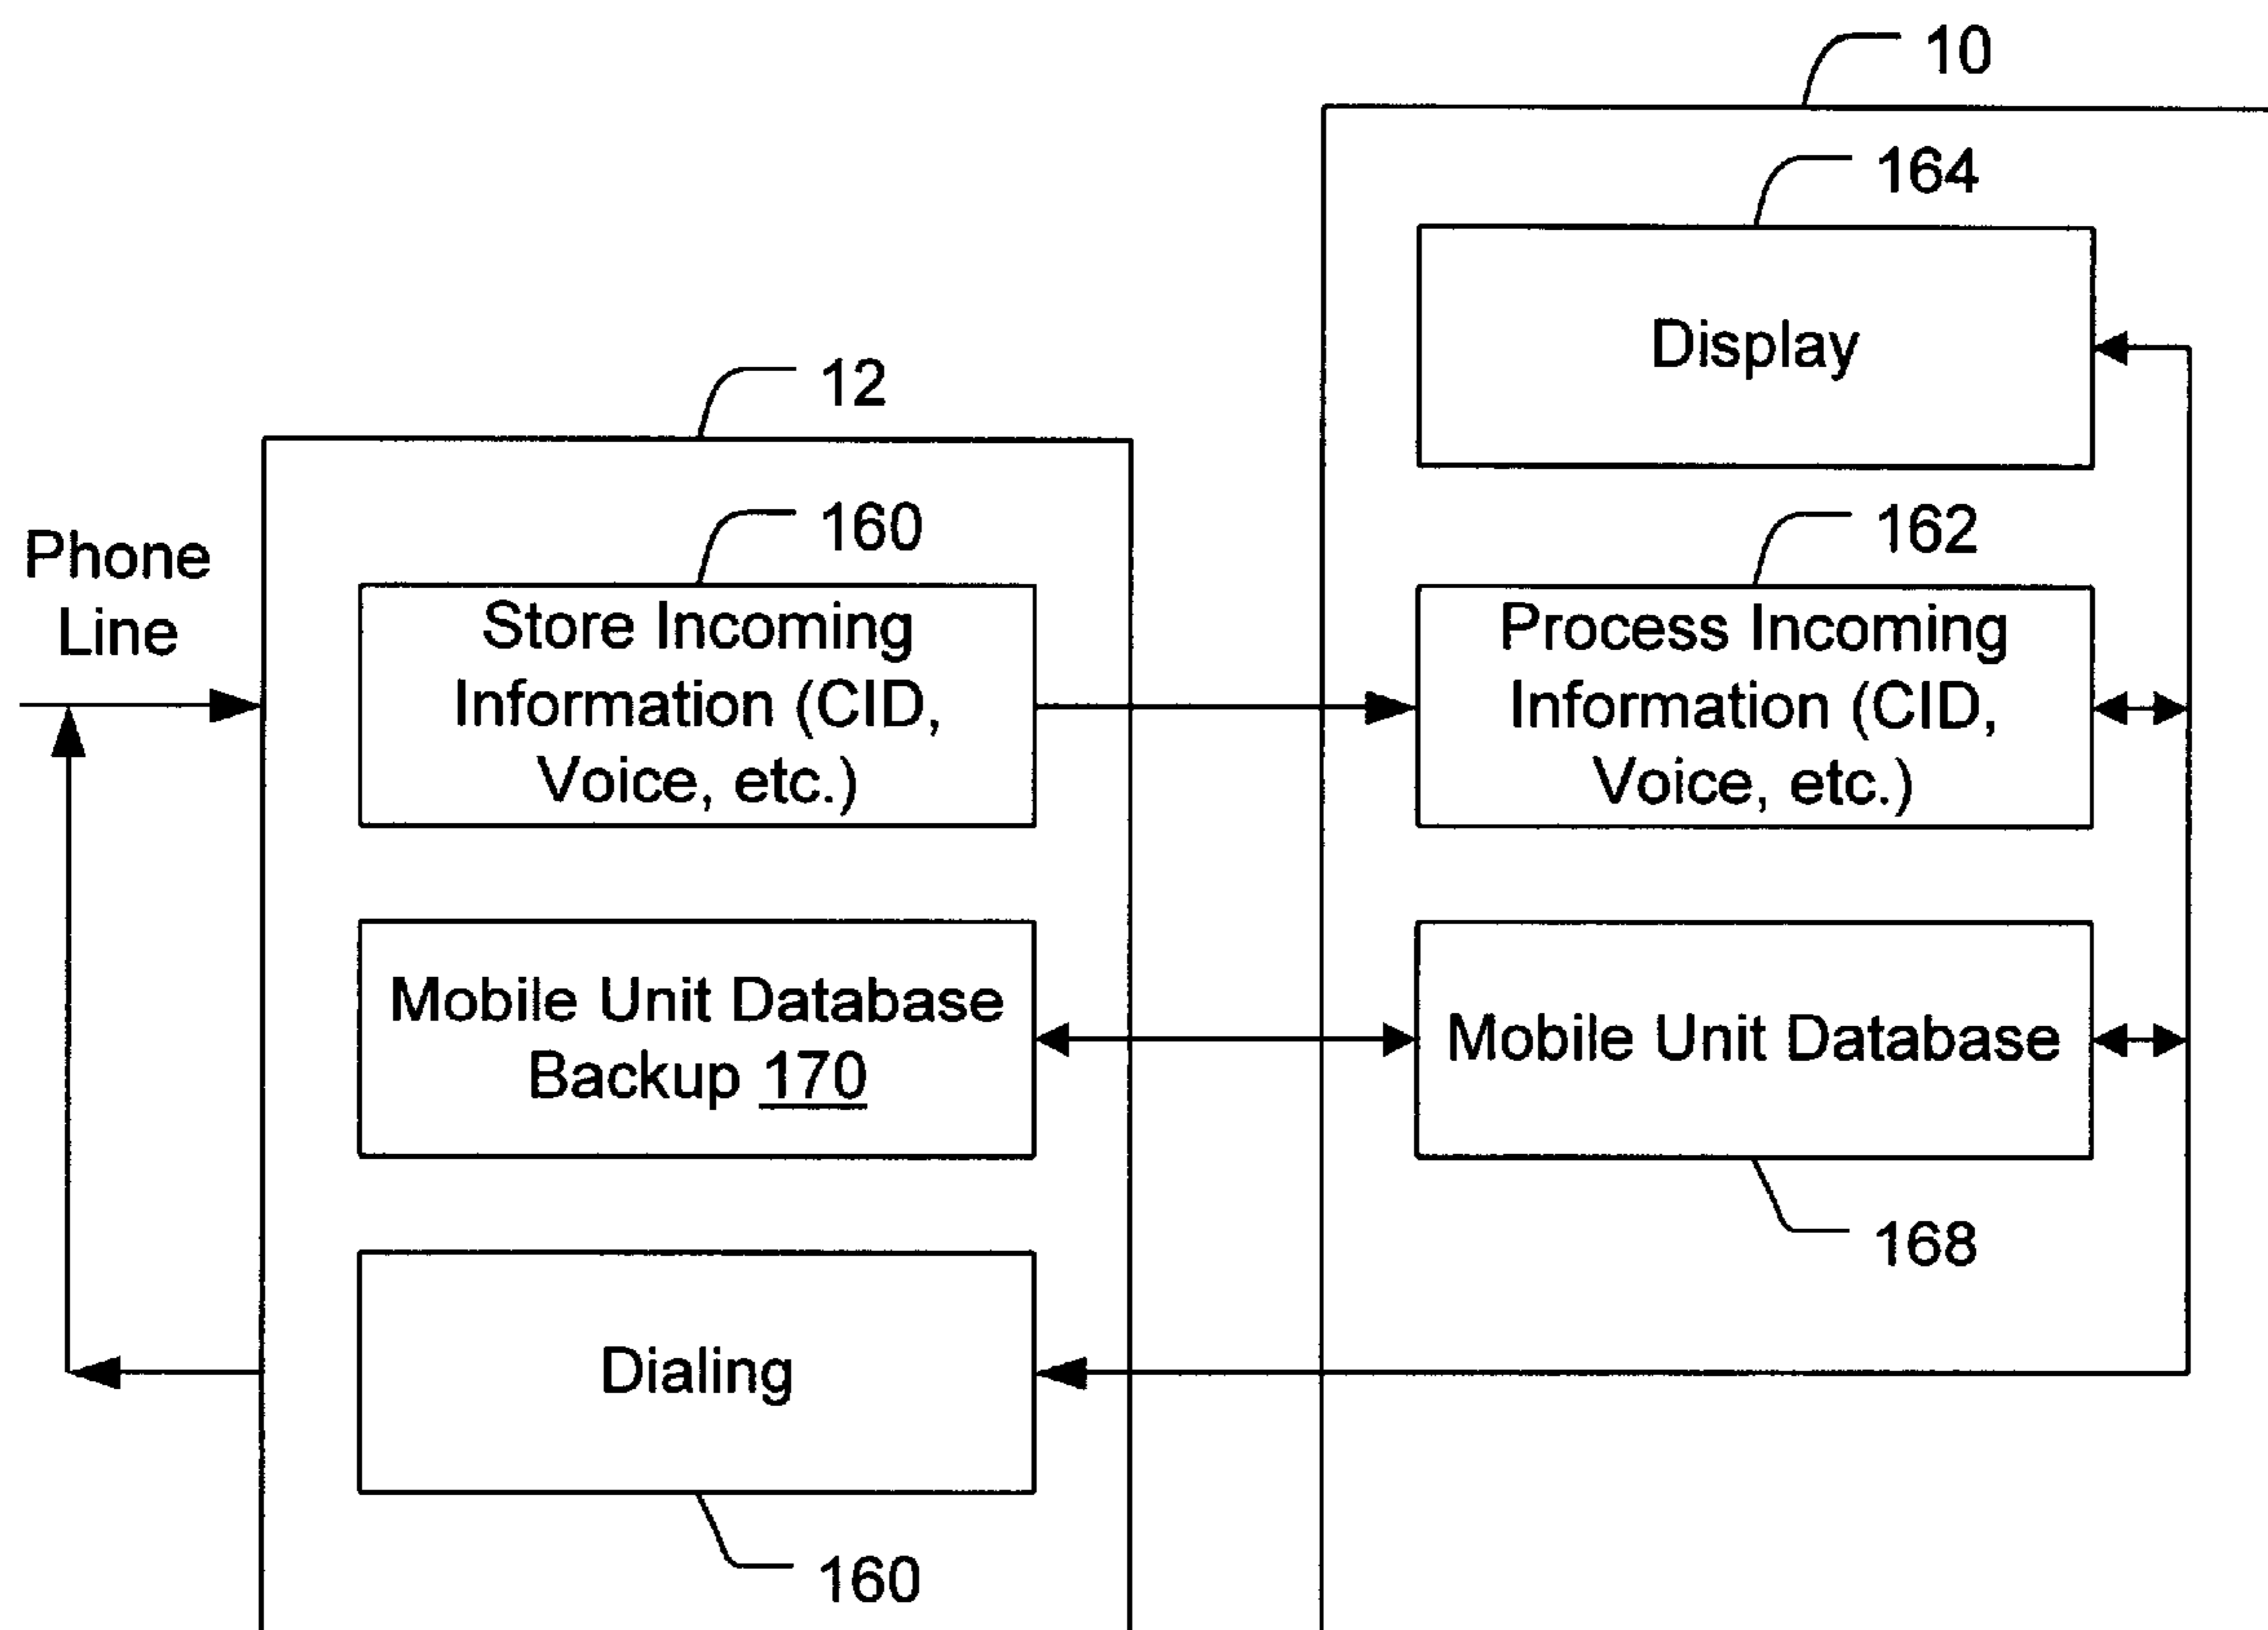 10
164
Display
12
160
162
Phone
Line
Store Incoming
Information (CID,
Voice, etc.)
Process Incoming
Information (CID,
Voice, etc.)
Mobile Unit Database
Backup 170
Mobile Unit Database
168
Dialing
160